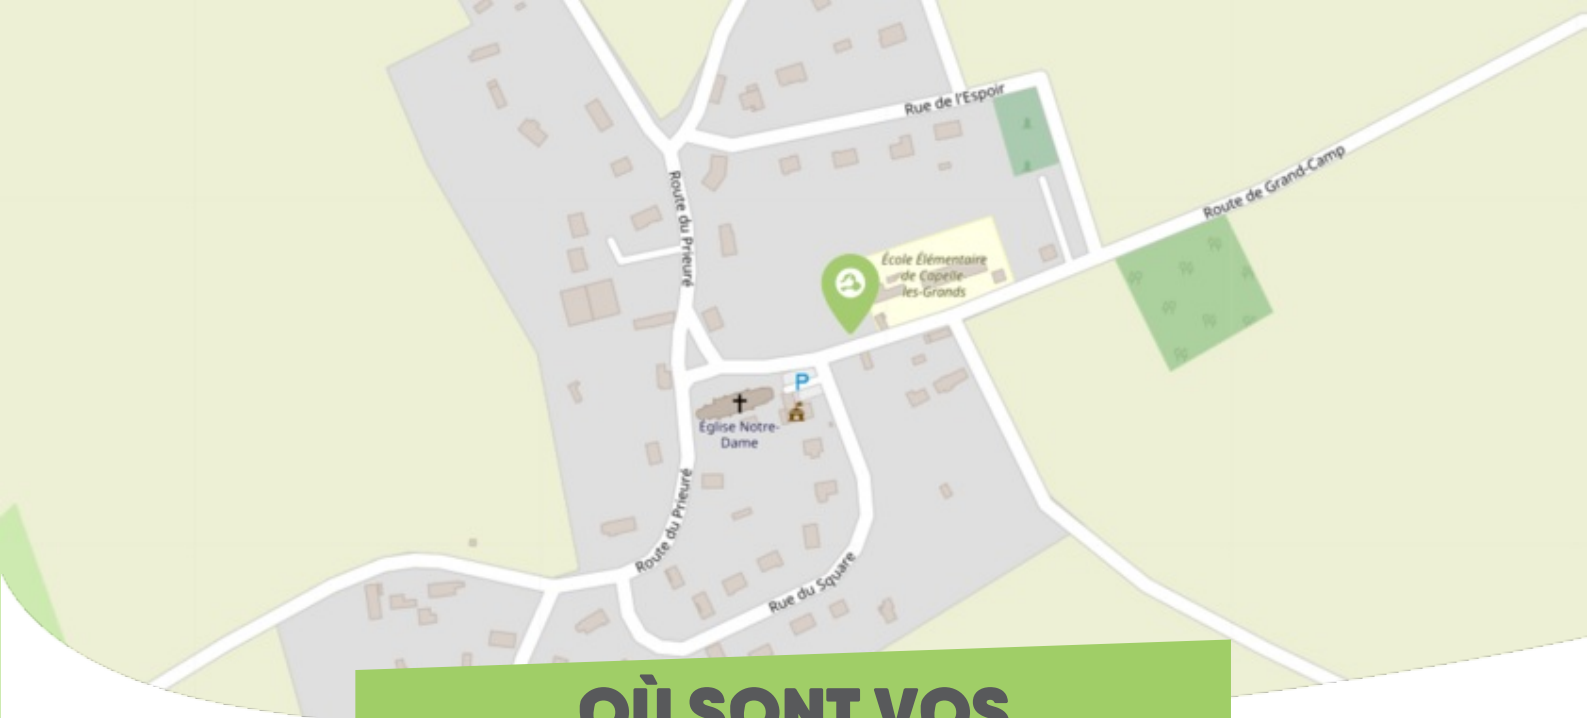 Rue de l'Espoir
Route de Grand-Camp
Route du Prieuré
École Élémentaire
de Capelle-
les-Grands
P
Église Notre-
Dame
Route du Prieuré
Rue du Square
OÙ SONT VOS